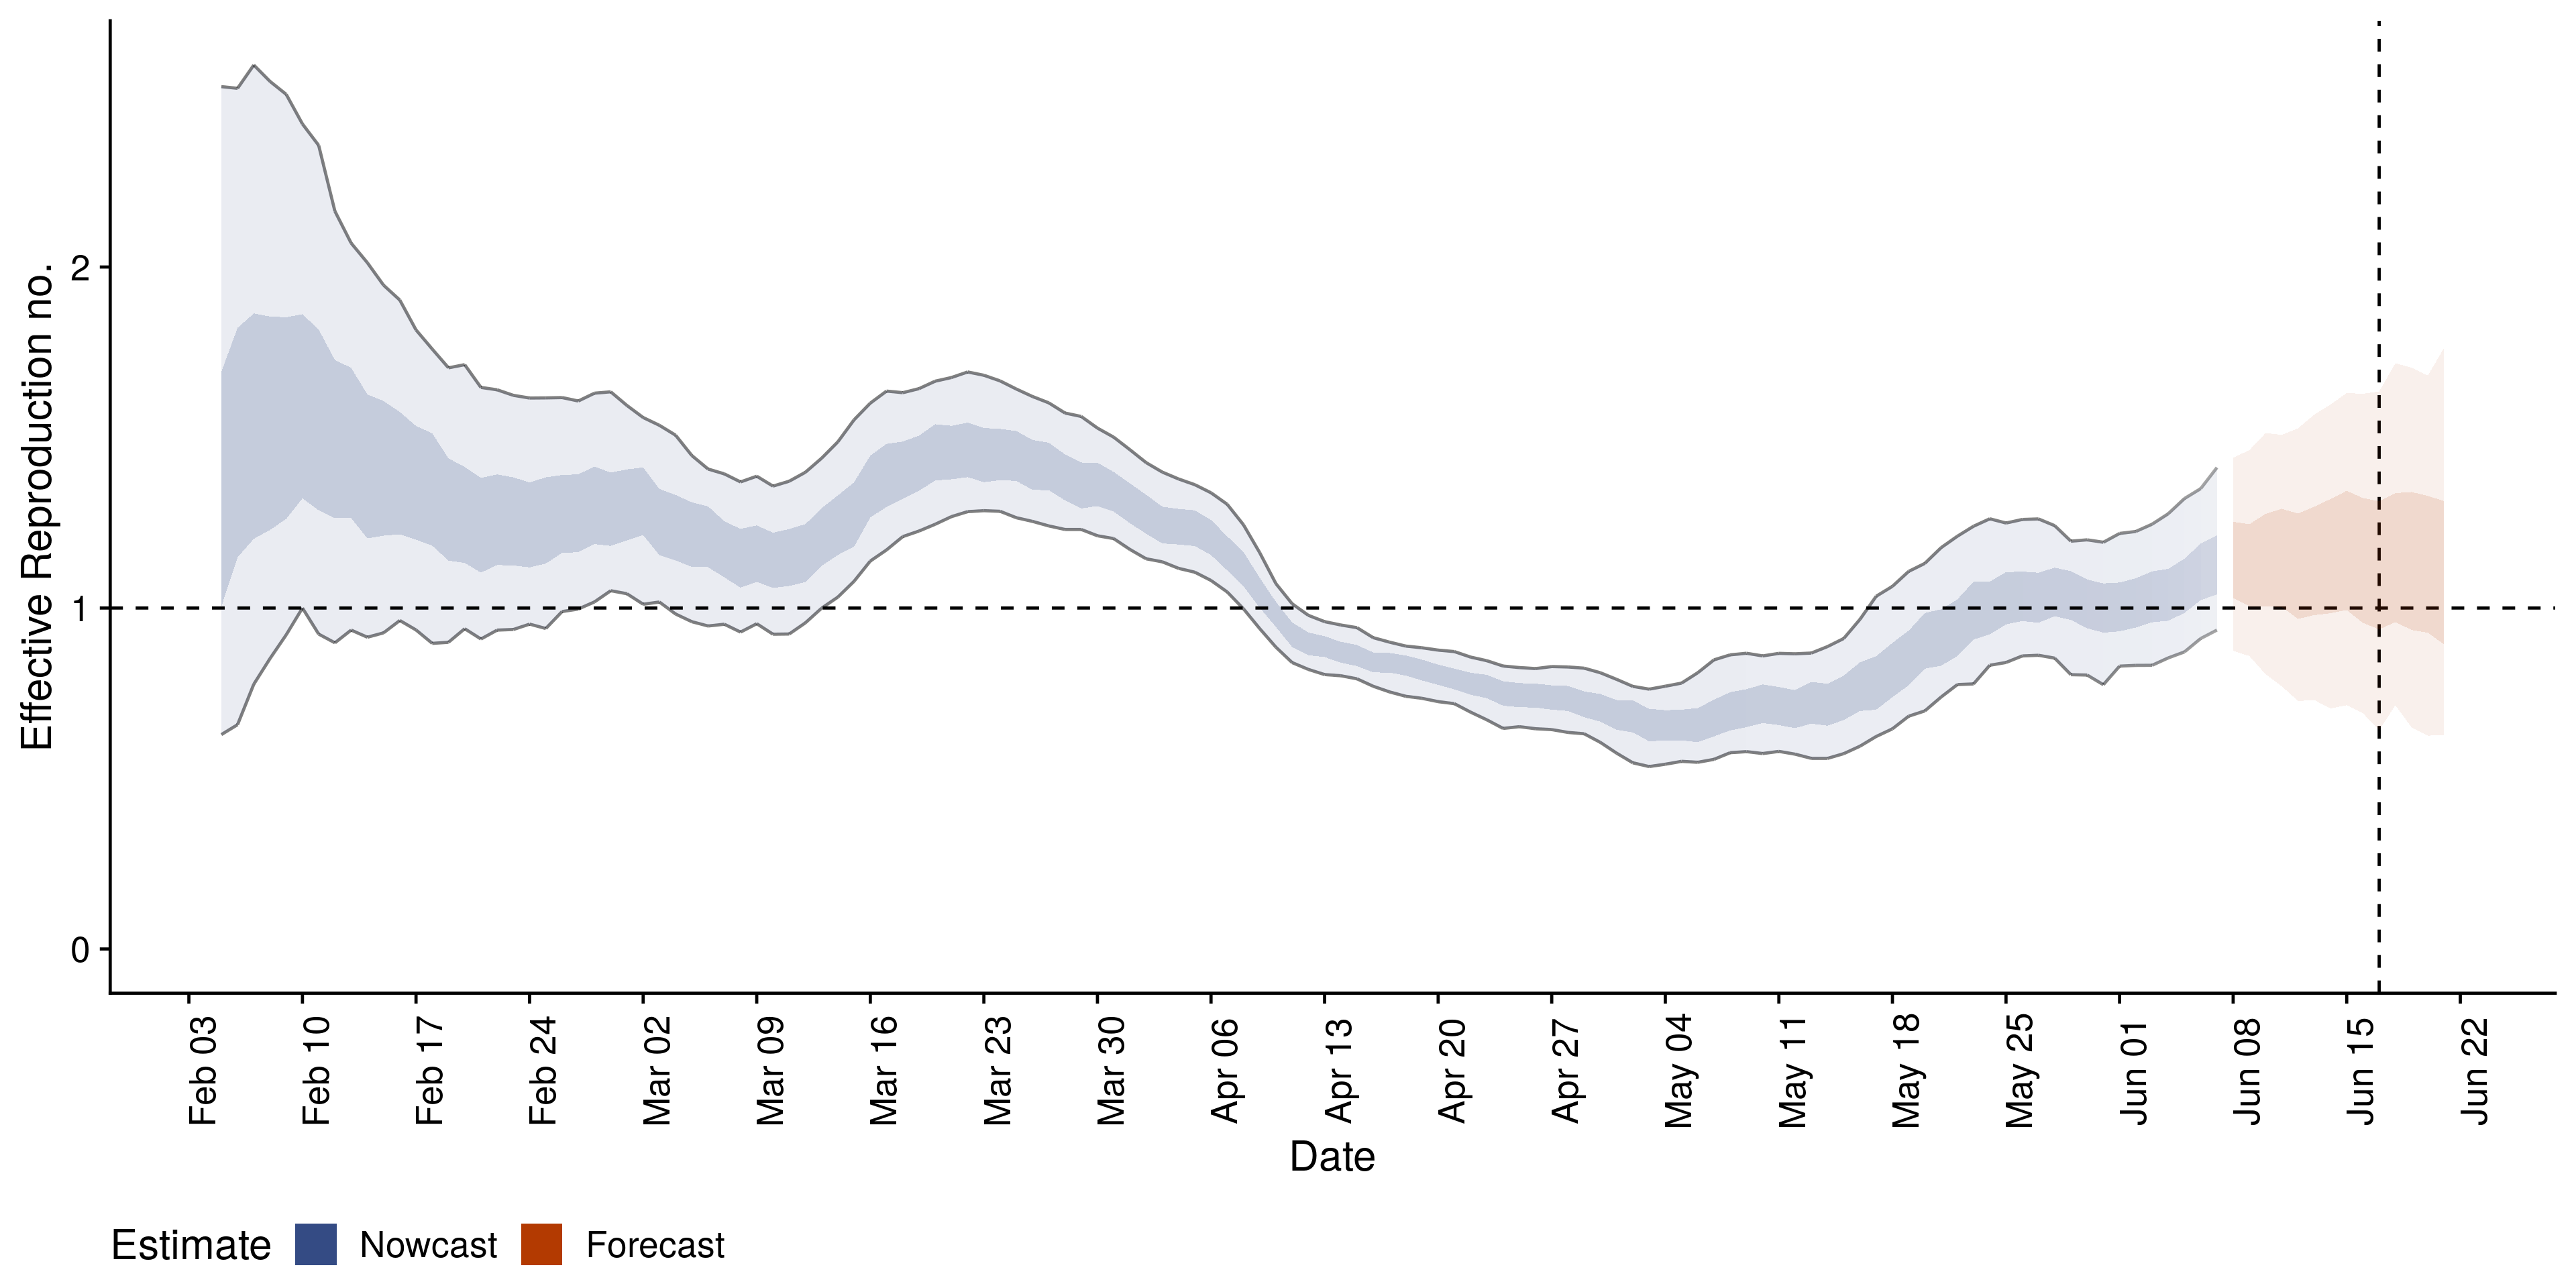 Effective Reproduction no.
2
1
0
Feb 03
Feb 10
Feb 17
Feb 24
Mar 02
Mar 09
Mar 16
Mar 23
Mar 30
Apr 06
Apr 13
Apr 20
Apr 27
May 04
May 11
May 18
May 25
Jun 01
Jun 08
Jun 15
Jun 22
Date
Estimate Nowcast Forecast